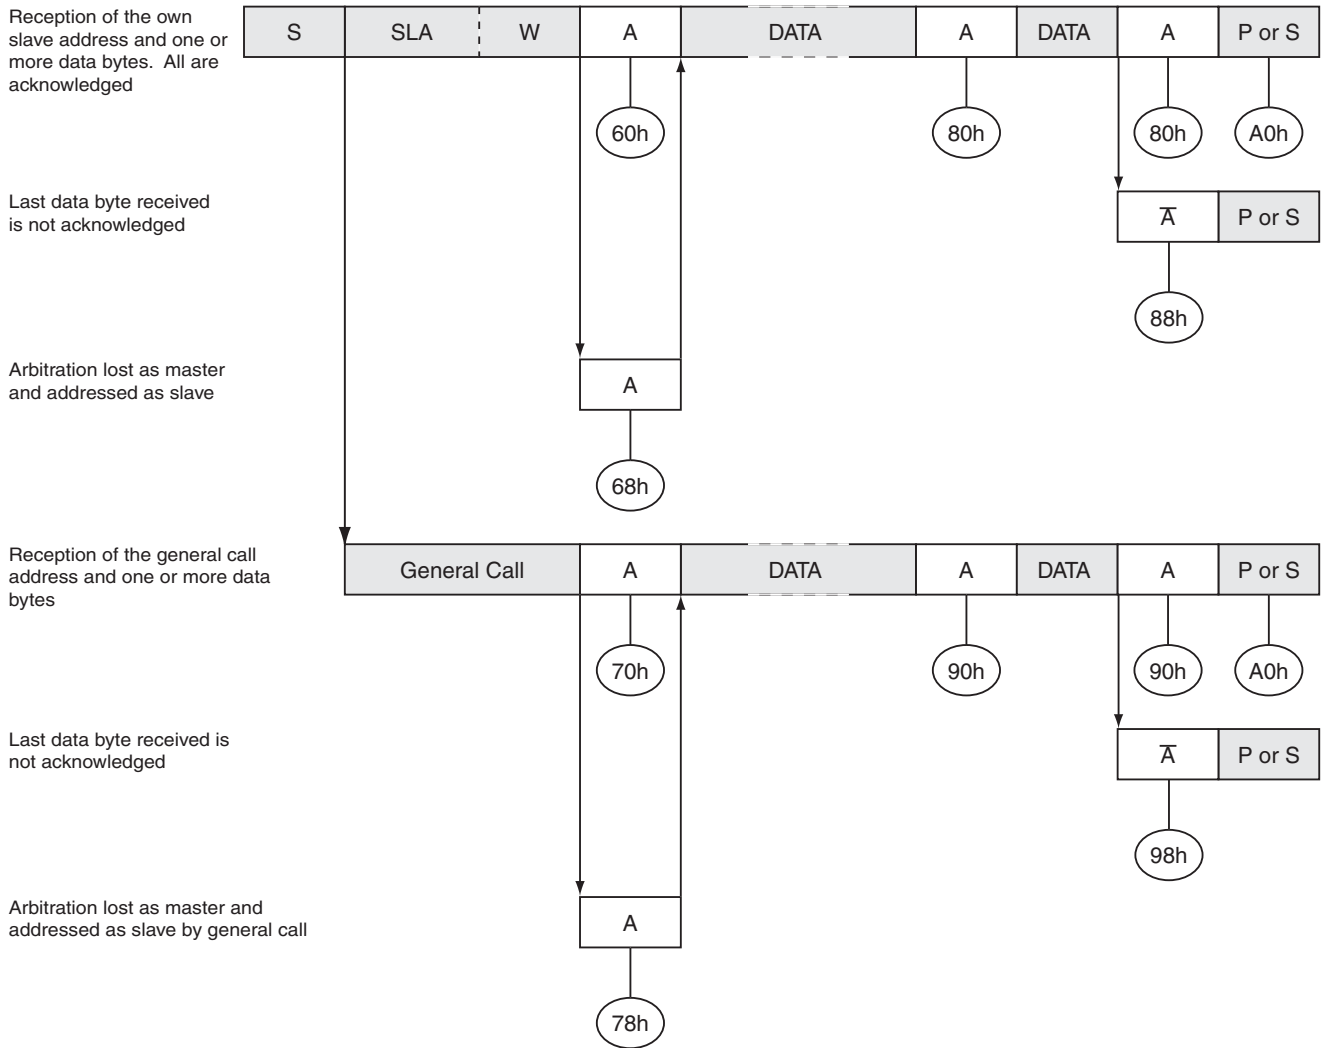 Reception of the own
slave address and one or
more data bytes. All are
acknowledged
S SLA W A DATA A DATA A P or S
60h 80h 80h A0h
Last data byte received
is not acknowledged
A̅ P or S
88h
Arbitration lost as master
and addressed as slave
A
68h
Reception of the general call
address and one or more data
bytes
General Call A DATA A DATA A P or S
70h 90h 90h A0h
Last data byte received is
not acknowledged
A̅ P or S
98h
Arbitration lost as master and
addressed as slave by general call
A
78h